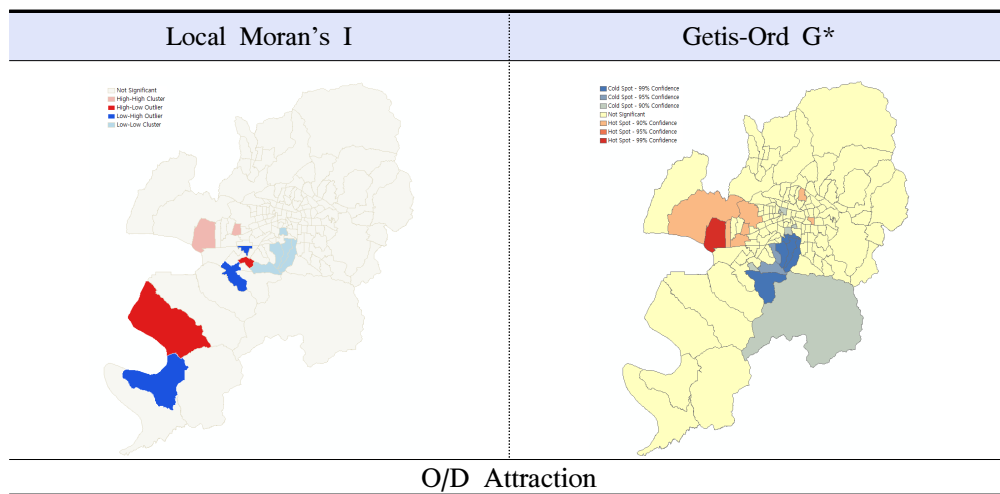 Local Moran's I
Getis-Ord G*
Not Significant
High-High Cluster
High-Low Outlier
Low-High Outlier
Low-Low Cluster
Cold Spot - 99% Confidence
Cold Spot - 95% Confidence
Cold Spot - 90% Confidence
Not Significant
Hot Spot - 90% Confidence
Hot Spot - 95% Confidence
Hot Spot - 99% Confidence
O/D Attraction